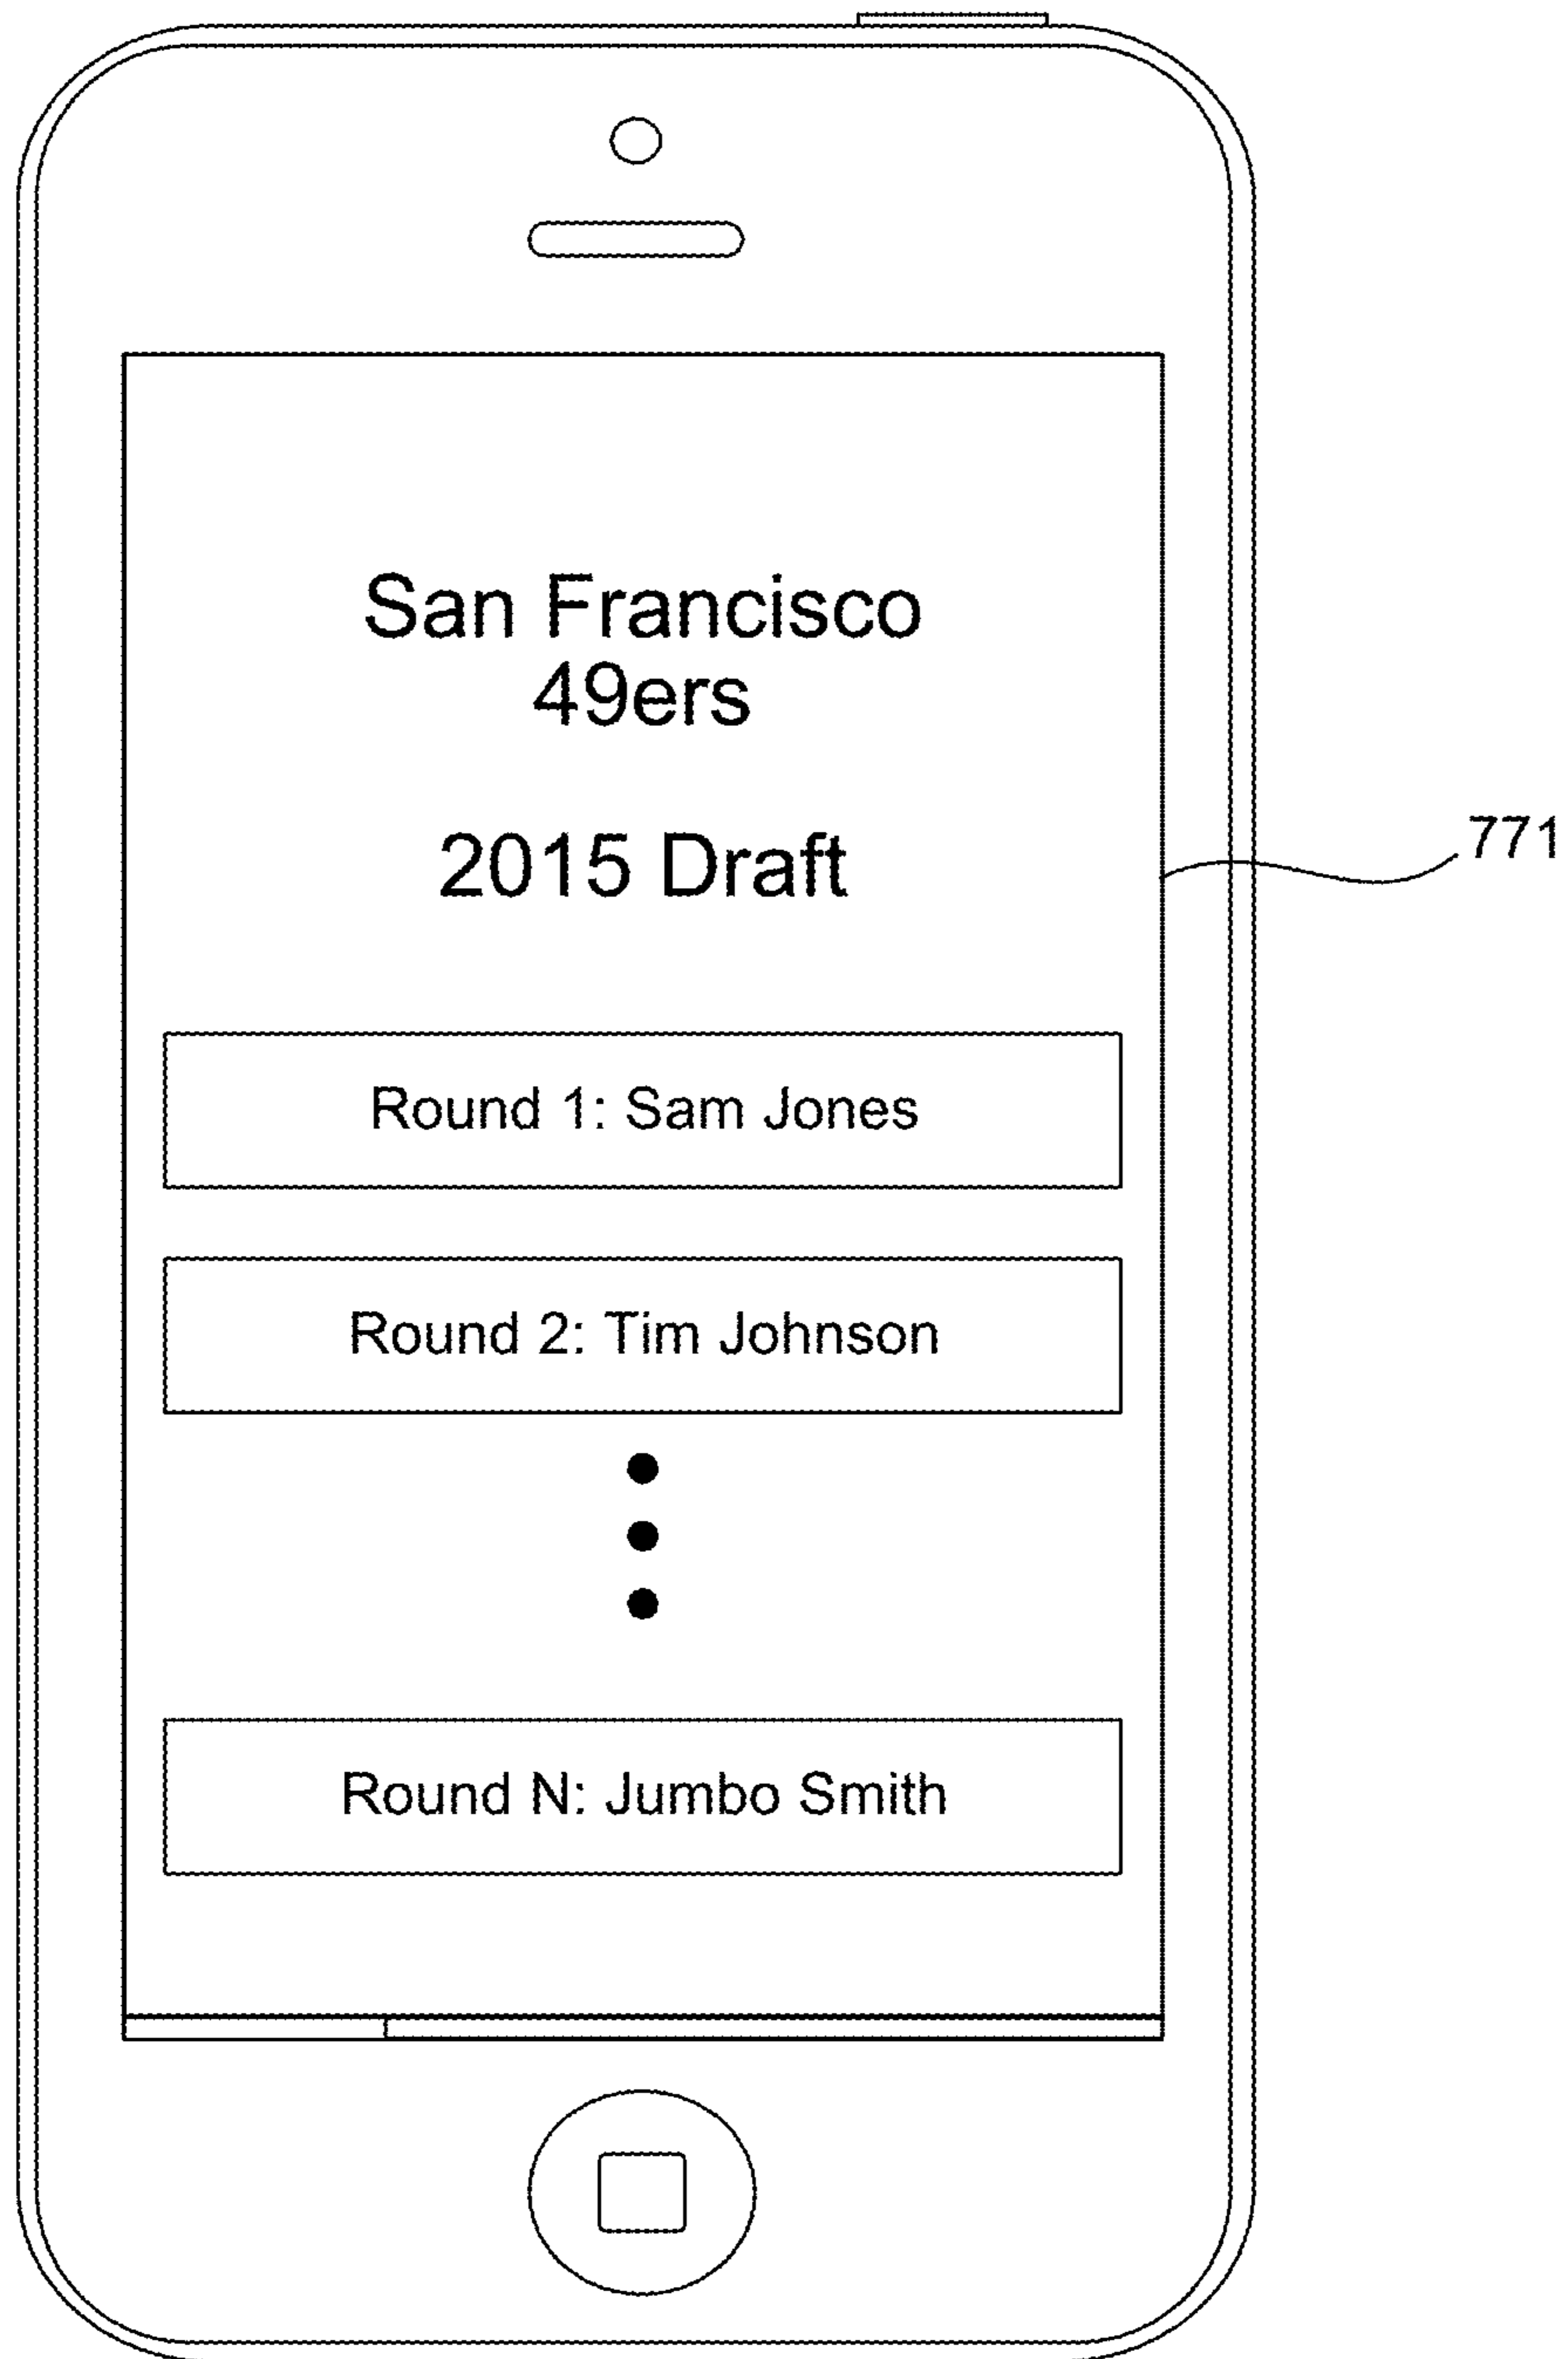 San Francisco
49ers
2015 Draft
771
Round 1: Sam Jones
Round 2: Tim Johnson
Round N: Jumbo Smith